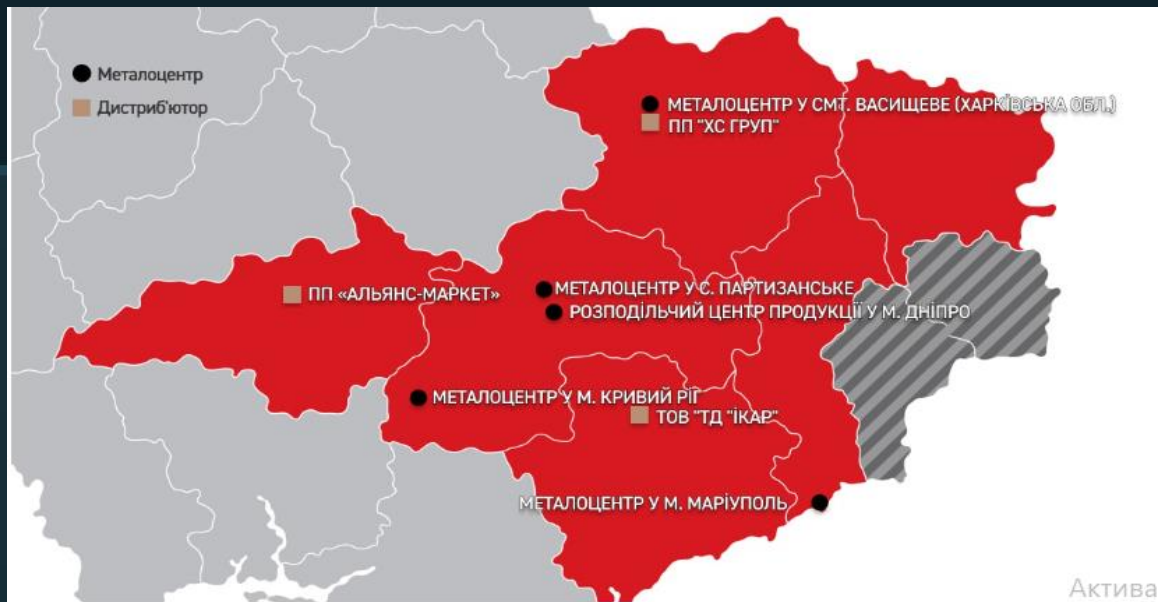 Металоцентр
Дистриб'ютор
МЕТАЛОЦЕНТР У СМТ. ВАСИЩЕВЕ (ХАРКІВСЬКА ОБЛ.)
ПП "ХС ГРУП"
ПП «АЛЬЯНС-МАРКЕТ»
МЕТАЛОЦЕНТР У С. ПАРТИЗАНСЬКЕ
РОЗПОДІЛЬЧИЙ ЦЕНТР ПРОДУКЦІЇ У М. ДНІПРО
МЕТАЛОЦЕНТР У М. КРИВИЙ РІГ
ТОВ "ТД "ІКАР"
МЕТАЛОЦЕНТР У М. МАРІУПОЛЬ
Актива